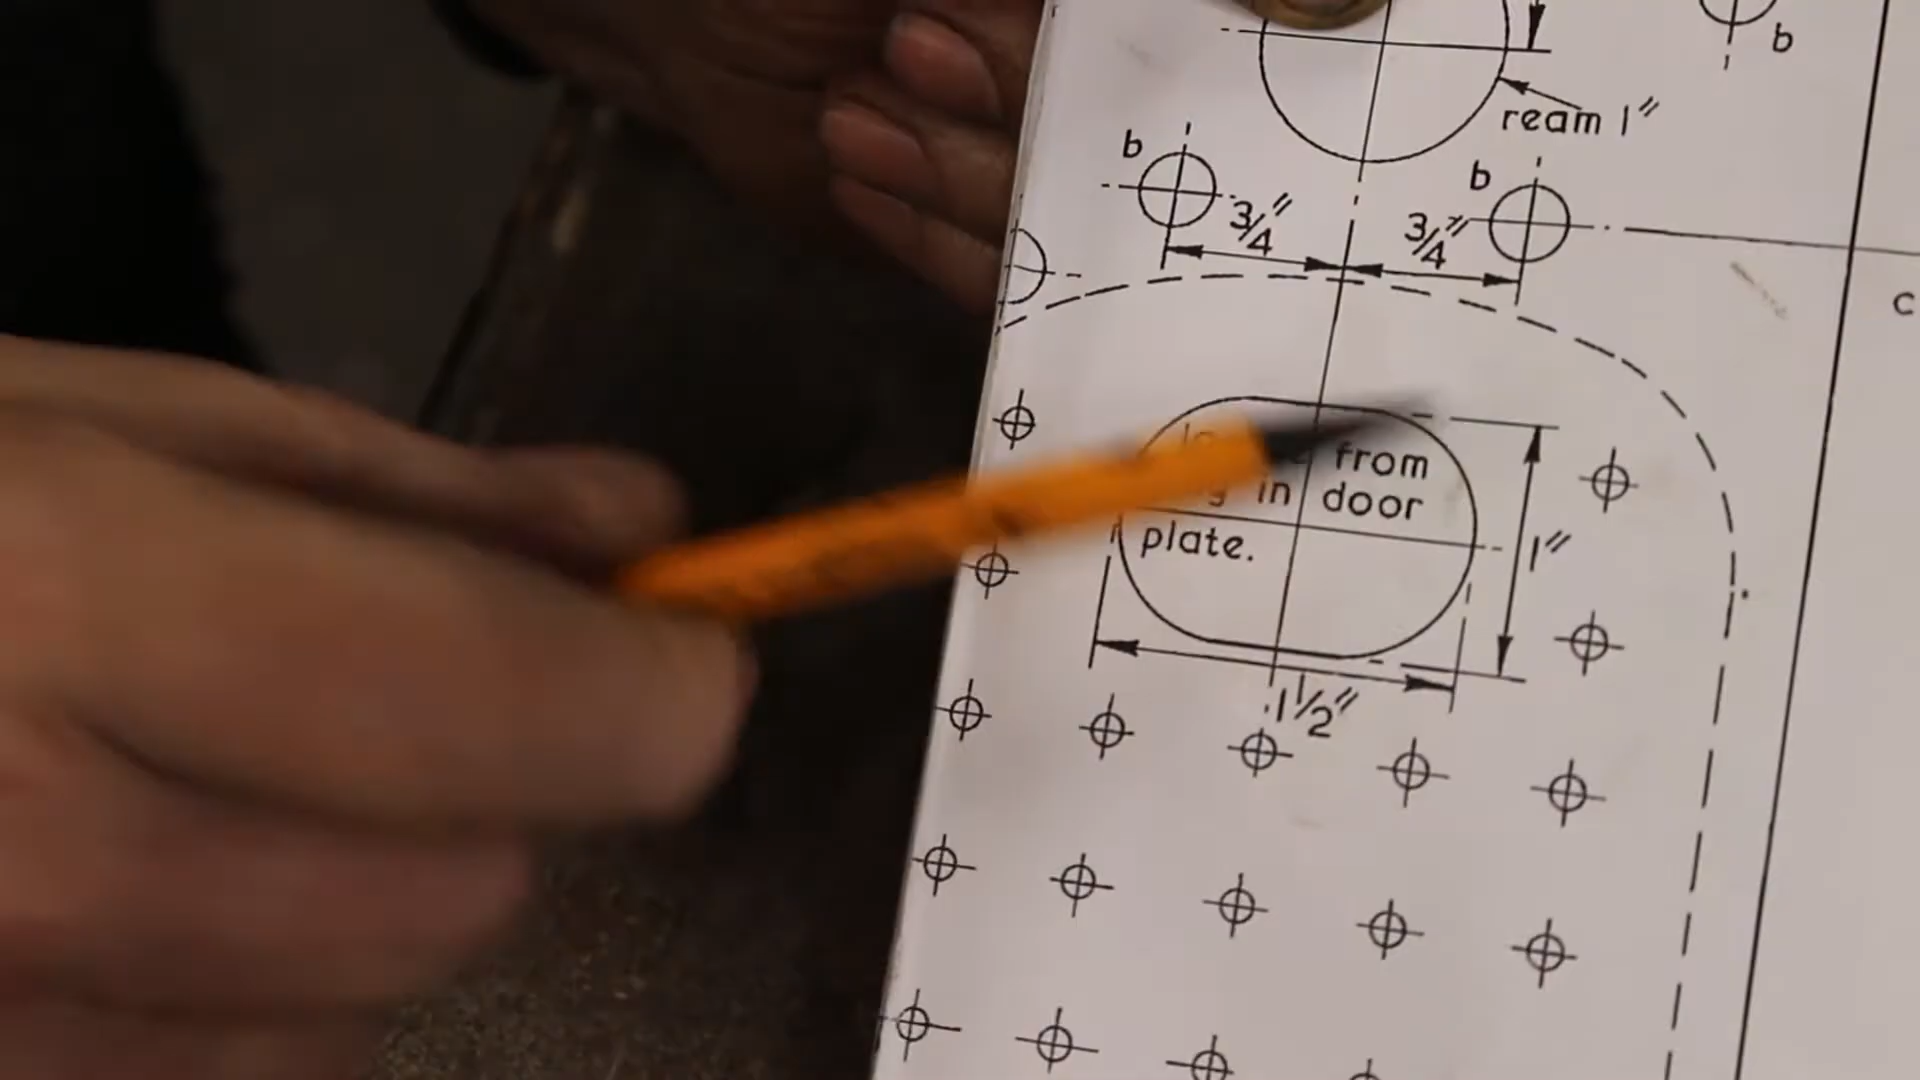 b
ream 1"
b
b
3/4"
3/4"
c
from
in door
plate.
1"
1 1/2"